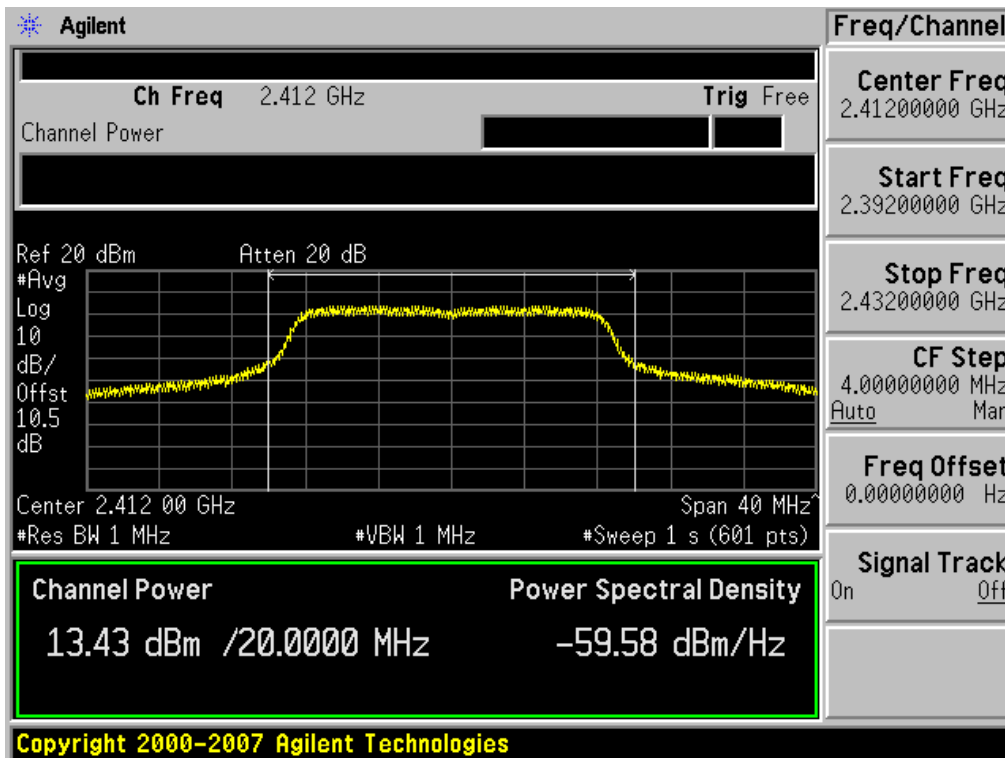 Agilent
Freq/Channel
Ch Freq 2.412 GHz Trig Free
Channel Power
Center Freq
2.41200000 GHz
Start Freq
2.39200000 GHz
Stop Freq
2.43200000 GHz
CF Step
4.00000000 MHz
Auto Man
Freq Offset
0.00000000 Hz
Signal Track
On Off
Ref 20 dBm Atten 20 dB
#Avg
Log
10
dB/
Offst
10.5
dB
Center 2.412 00 GHz Span 40 MHz^
#Res BW 1 MHz #VBW 1 MHz #Sweep 1 s (601 pts)
Channel Power Power Spectral Density
13.43 dBm /20.0000 MHz -59.58 dBm/Hz
Copyright 2000-2007 Agilent Technologies